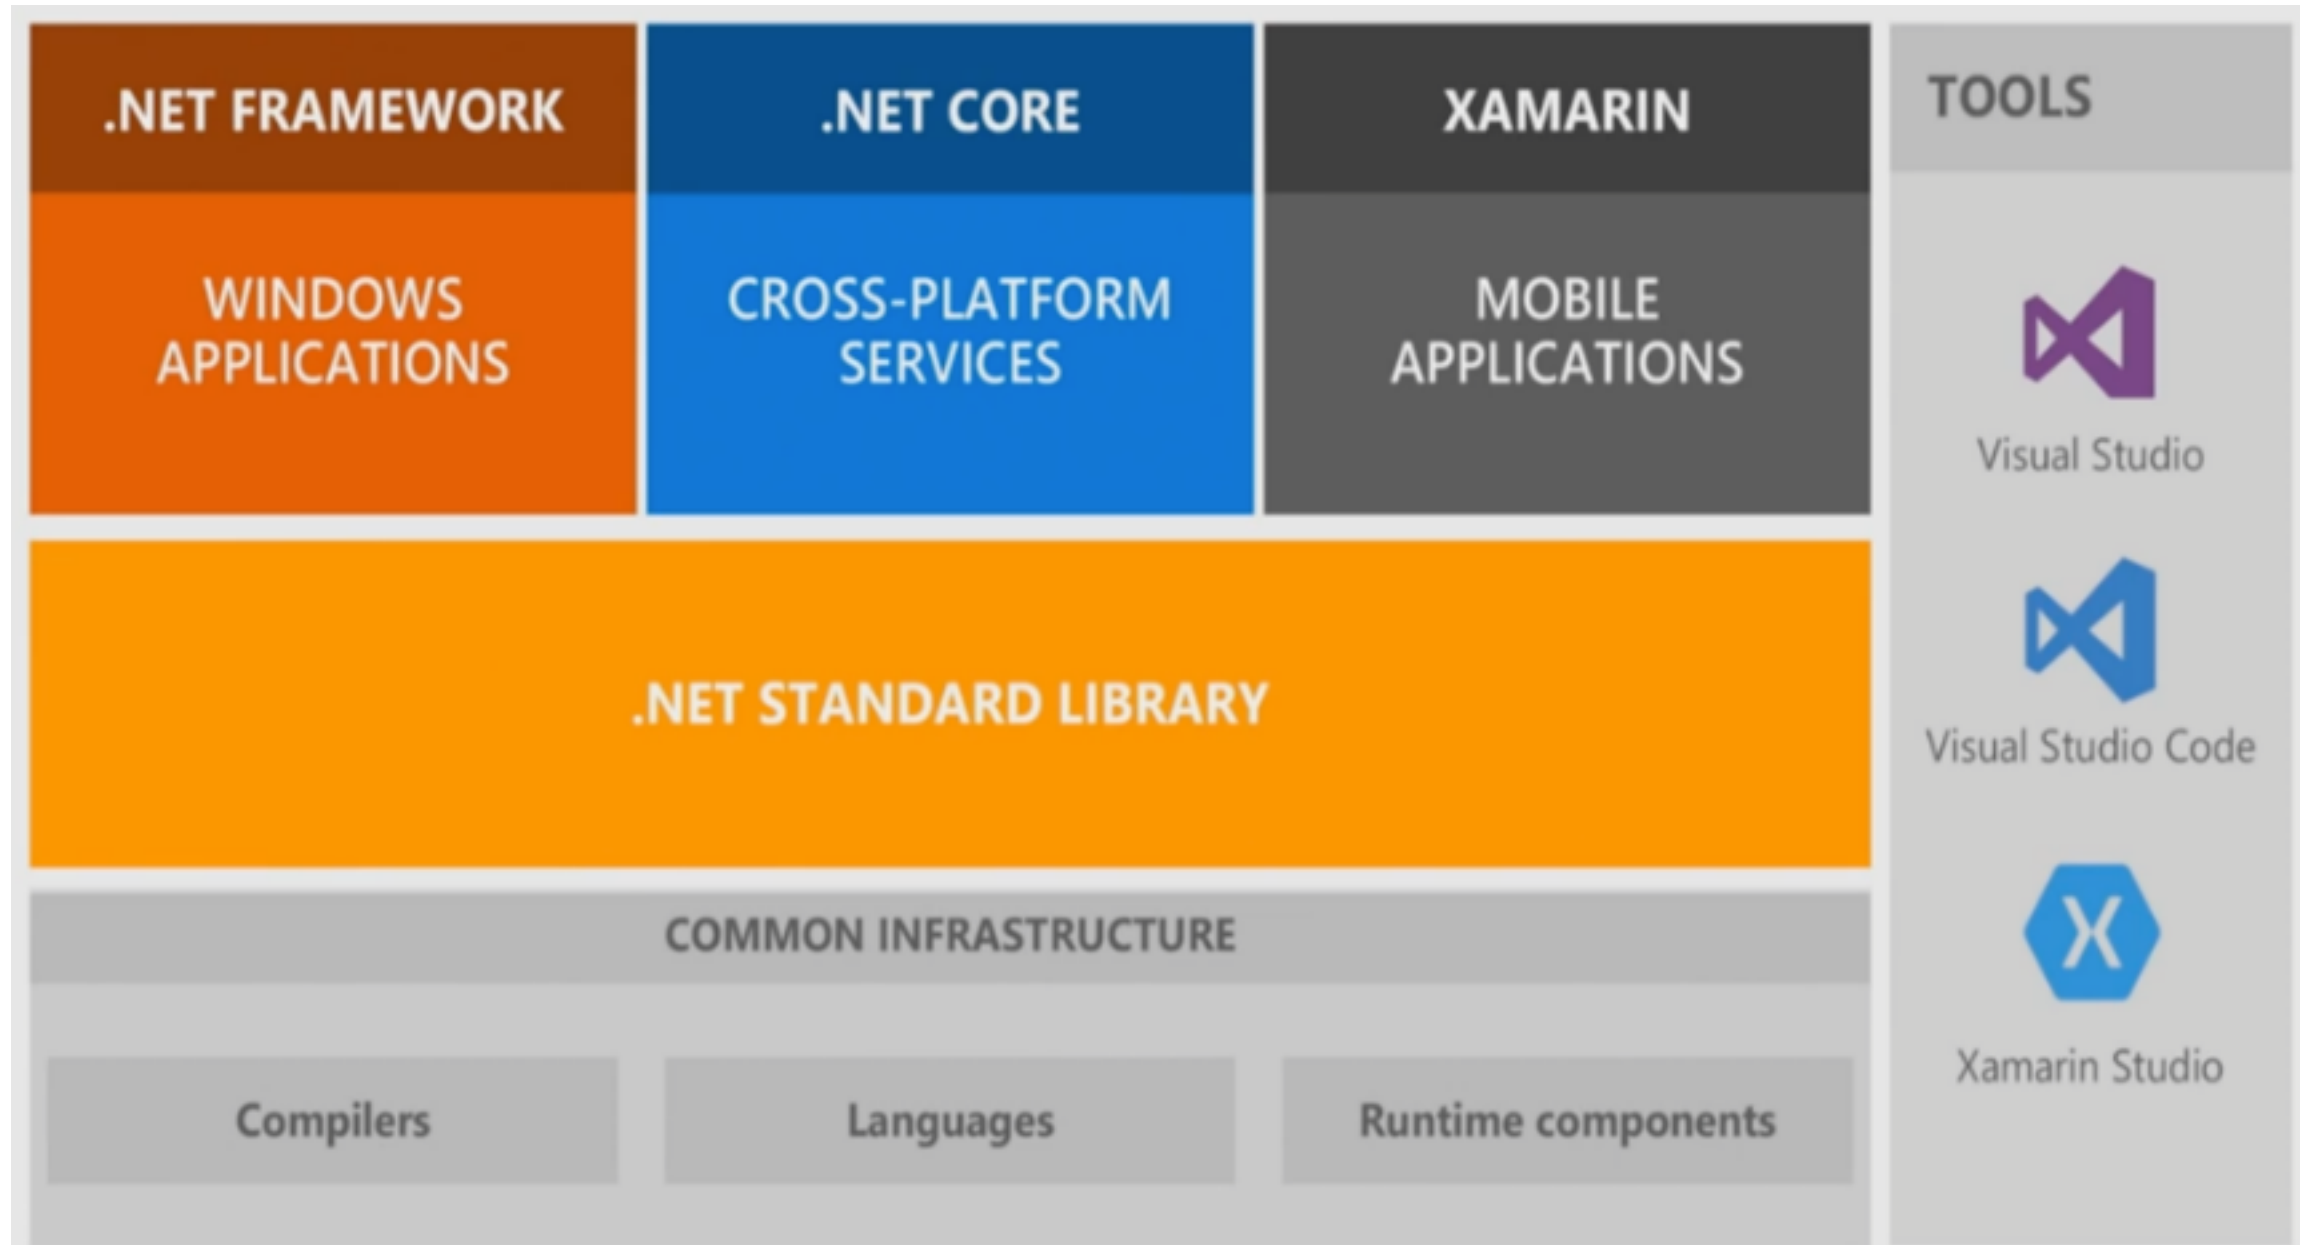 .NET FRAMEWORK
WINDOWS
APPLICATIONS
.NET CORE
CROSS-PLATFORM
SERVICES
XAMARIN
MOBILE
APPLICATIONS
.NET STANDARD LIBRARY
COMMON INFRASTRUCTURE
Compilers
Languages
Runtime components
TOOLS
Visual Studio
Visual Studio Code
X
Xamarin Studio